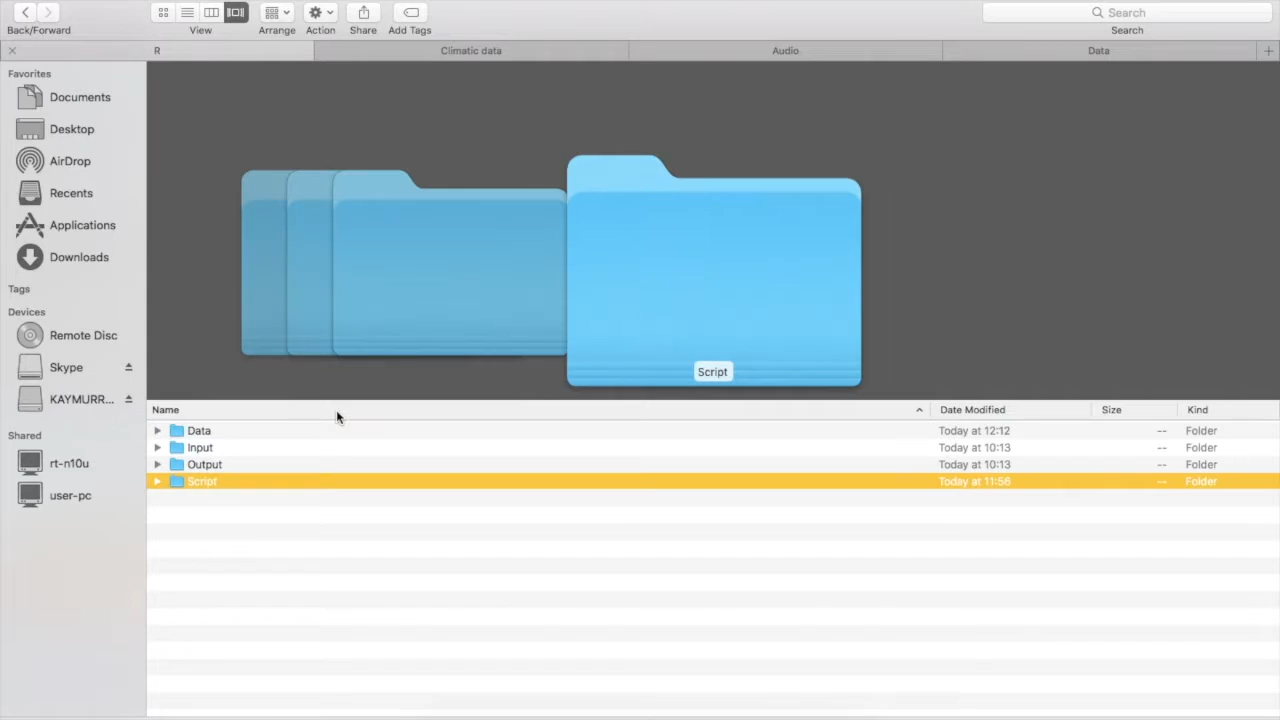 Search
Back/Forward View Arrange Action Share Add Tags Search
R Climatic data Audio Data
Favorites
Documents
Desktop
AirDrop
Recents
Applications
Downloads
Tags
Devices
Remote Disc
Skype
KAYMURR...
Shared
rt-n10u
user-pc
Script
Name Date Modified Size Kind
Data Today at 12:12 -- Folder
Input Today at 10:13 -- Folder
Output Today at 10:13 -- Folder
Script Today at 11:56 -- Folder